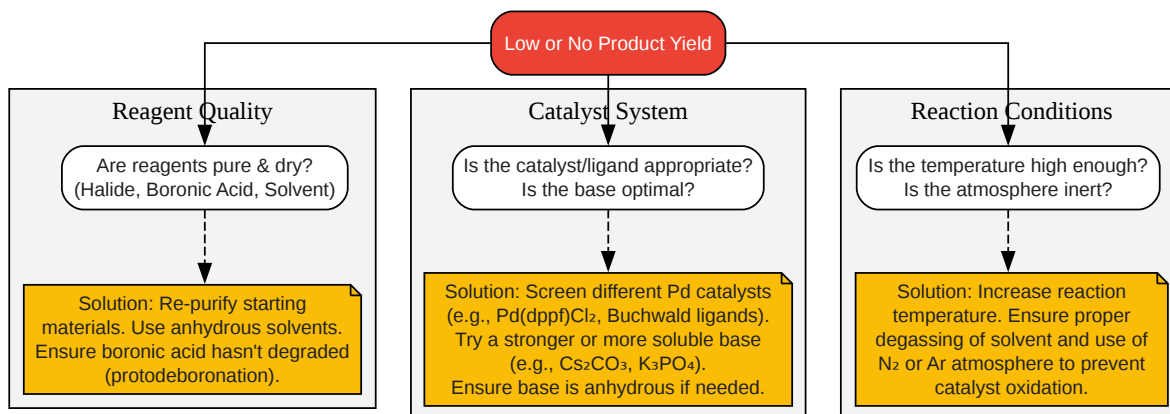 Low or No Product Yield
Reagent Quality
Are reagents pure & dry?
(Halide, Boronic Acid, Solvent)
Solution: Re-purify starting
materials. Use anhydrous solvents.
Ensure boronic acid hasn't degraded
(protodeboronation).
Catalyst System
Is the catalyst/ligand appropriate?
Is the base optimal?
Solution: Screen different Pd catalysts
(e.g., Pd(dppf)Cl₂, Buchwald ligands).
Try a stronger or more soluble base
(e.g., Cs₂CO₃, K₃PO₄).
Ensure base is anhydrous if needed.
Reaction Conditions
Is the temperature high enough?
Is the atmosphere inert?
Solution: Increase reaction
temperature. Ensure proper
degassing of solvent and use of
N₂ or Ar atmosphere to prevent
catalyst oxidation.